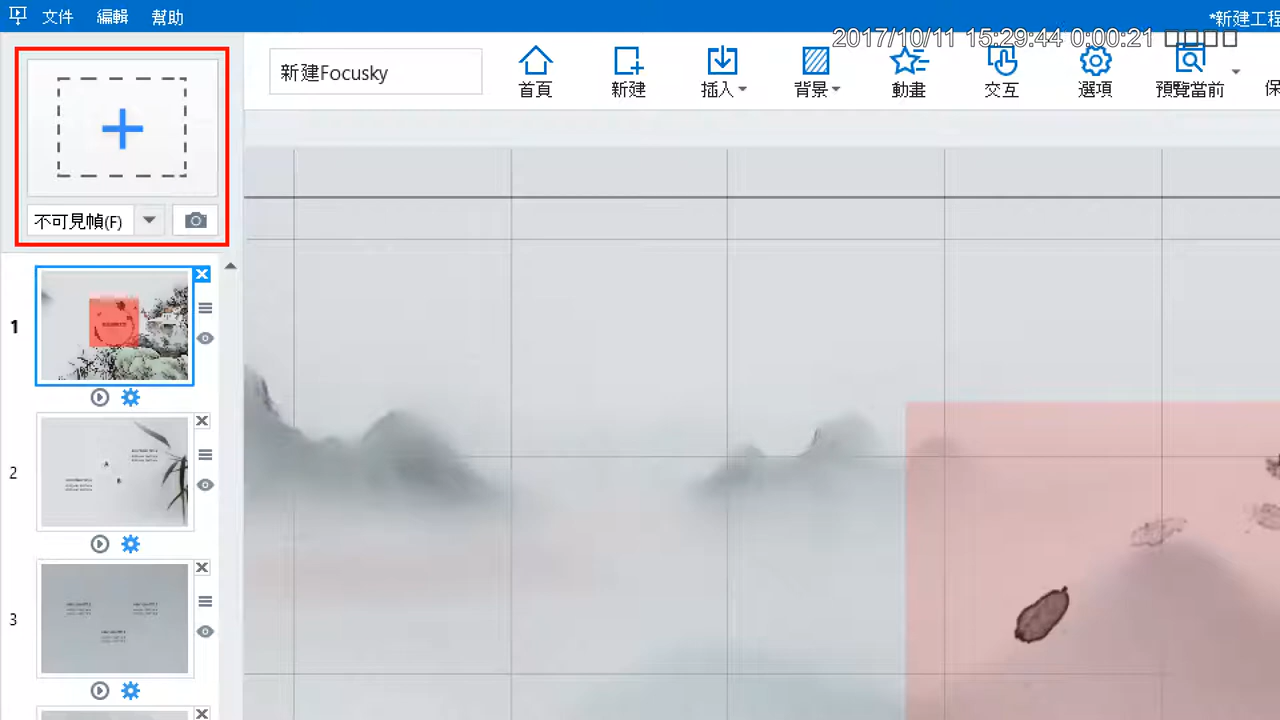 文件 編輯 幫助
*新建工程
2017/10/11 15:29:44 0:00:21
新建Focusky
首頁 新建 插入 背景 動畫 交互 選項 預覽當前 保
不可見幀(F)
1
2
A
B
3